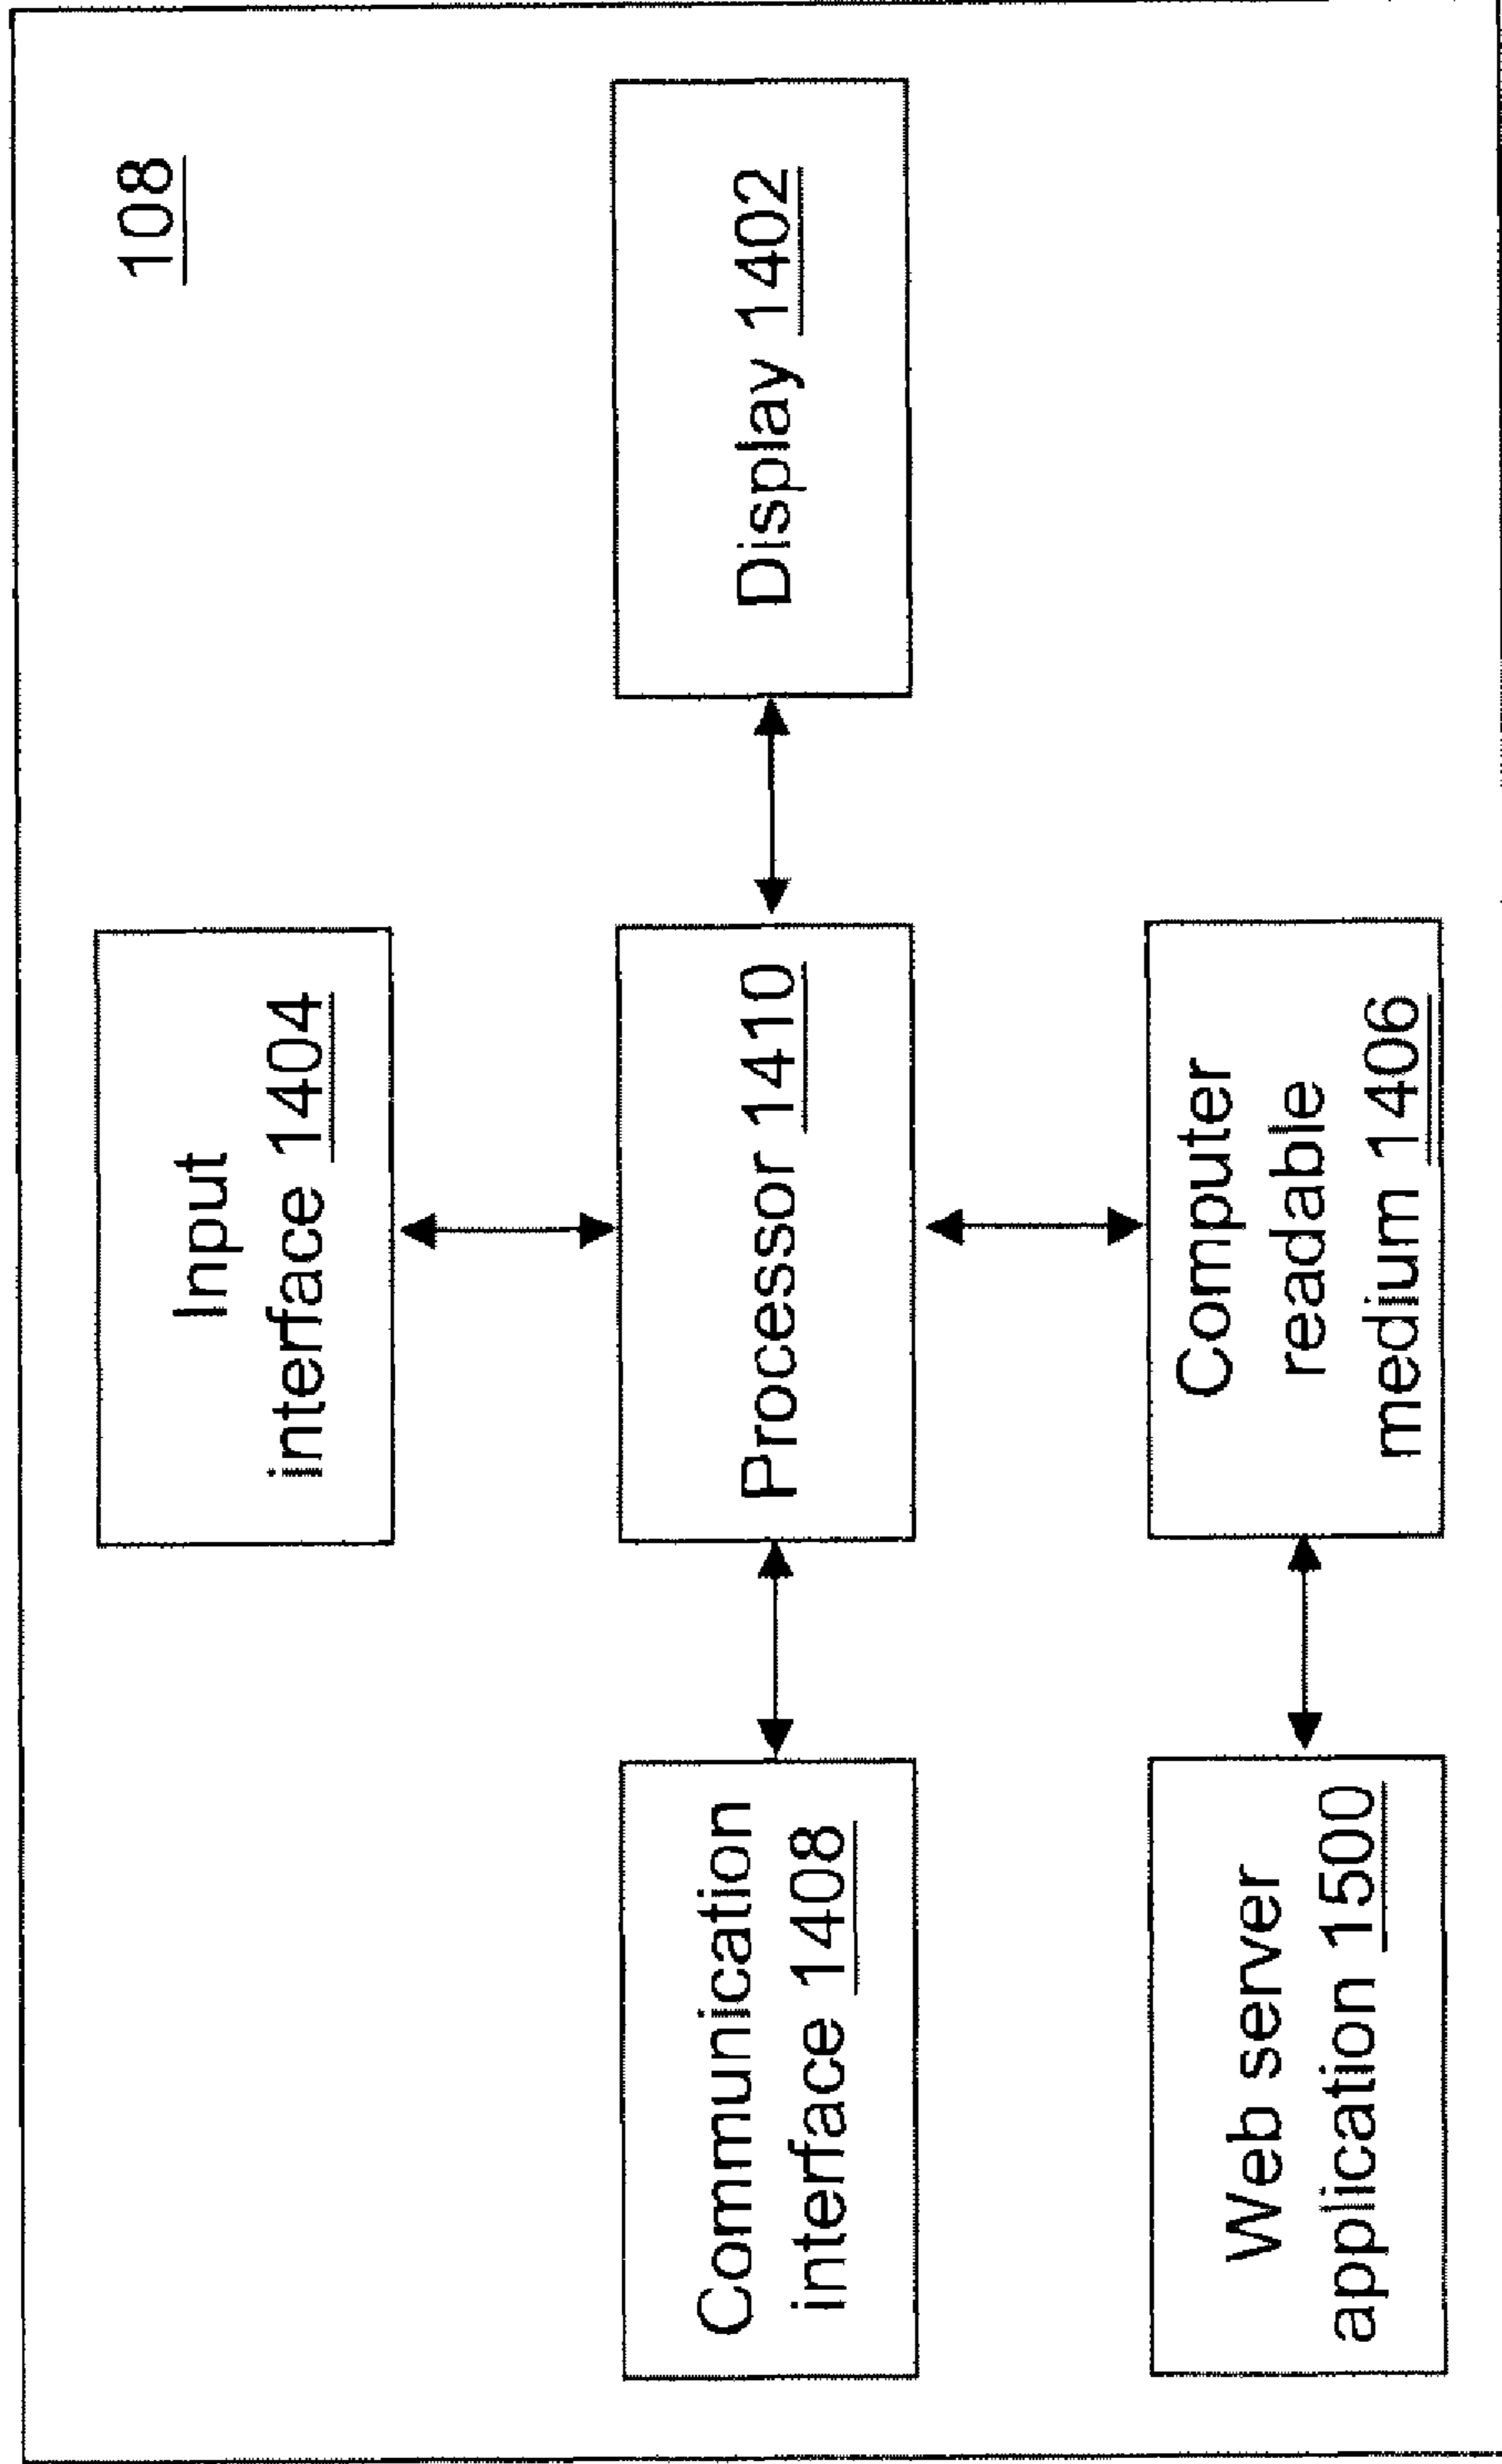 108
Input
interface 1404
Communication
interface 1408
Processor 1410
Display 1402
Web server
application 1500
Computer
readable
medium 1406